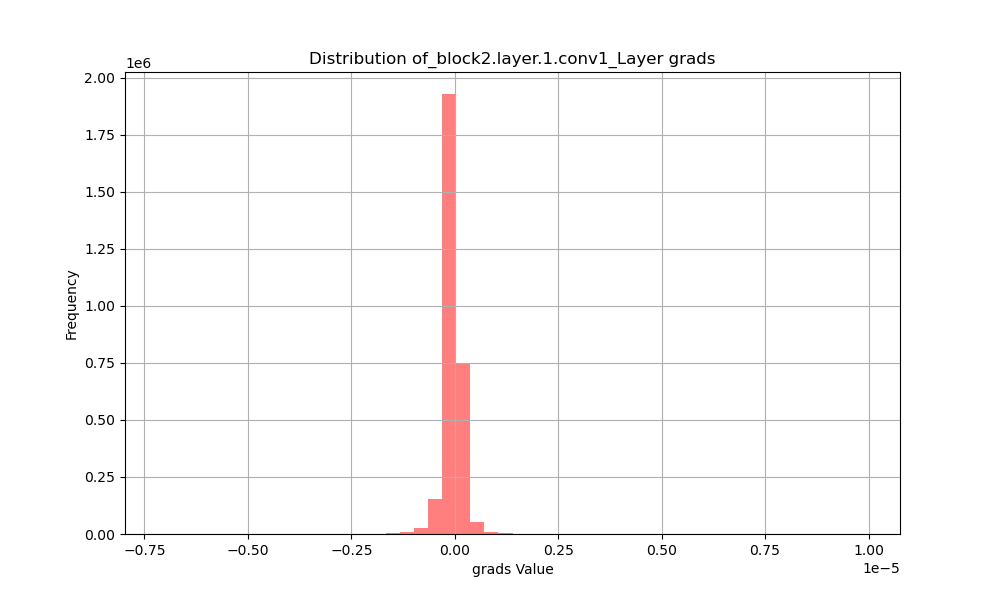 Distribution of_block2.layer.1.conv1_Layer grads
1e6
2.00
1.75
1.50
1.25
1.00
0.75
0.50
0.25
0.00
Frequency
−0.75 −0.50 −0.25 0.00 0.25 0.50 0.75 1.00
grads Value
1e−5